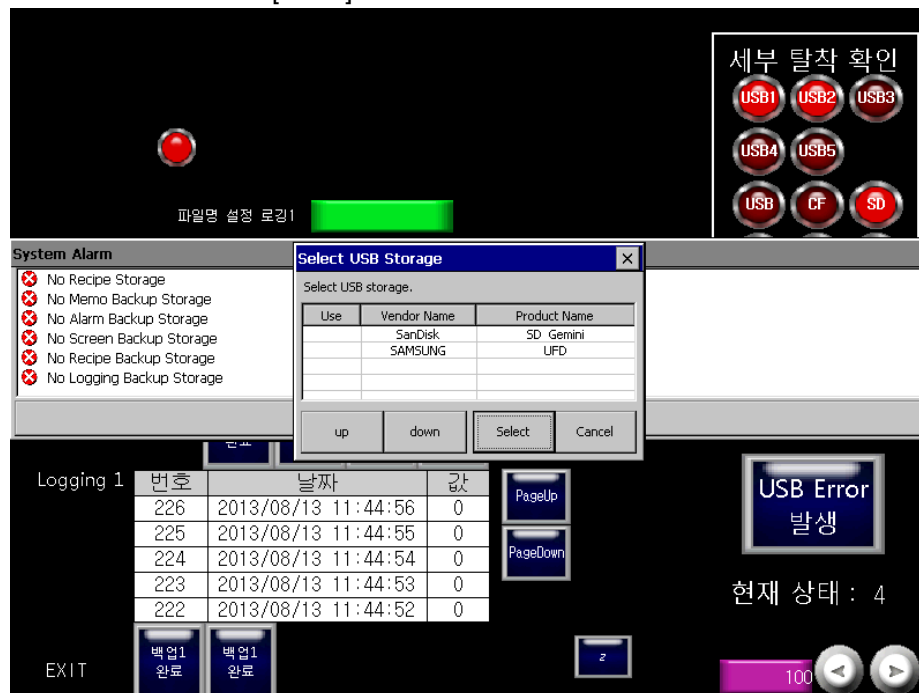 세부 탈착 확인
USB1 USB2 USB3
USB4 USB5
USB CF SD
파일명 설정 로깅1
System Alarm
No Recipe Storage
No Memo Backup Storage
No Alarm Backup Storage
No Screen Backup Storage
No Recipe Backup Storage
No Logging Backup Storage
Select USB Storage
Select USB storage.
Use Vendor Name Product Name
SanDisk SD Gemini
SAMSUNG UFD
up down Select Cancel
Logging 1
번호 날짜 값
226 2013/08/13 11:44:56 0
225 2013/08/13 11:44:55 0
224 2013/08/13 11:44:54 0
223 2013/08/13 11:44:53 0
222 2013/08/13 11:44:52 0
PageUp
PageDown
USB Error
발생
현재 상태 : 4
EXIT
백업1
완료
백업1
완료
z
100